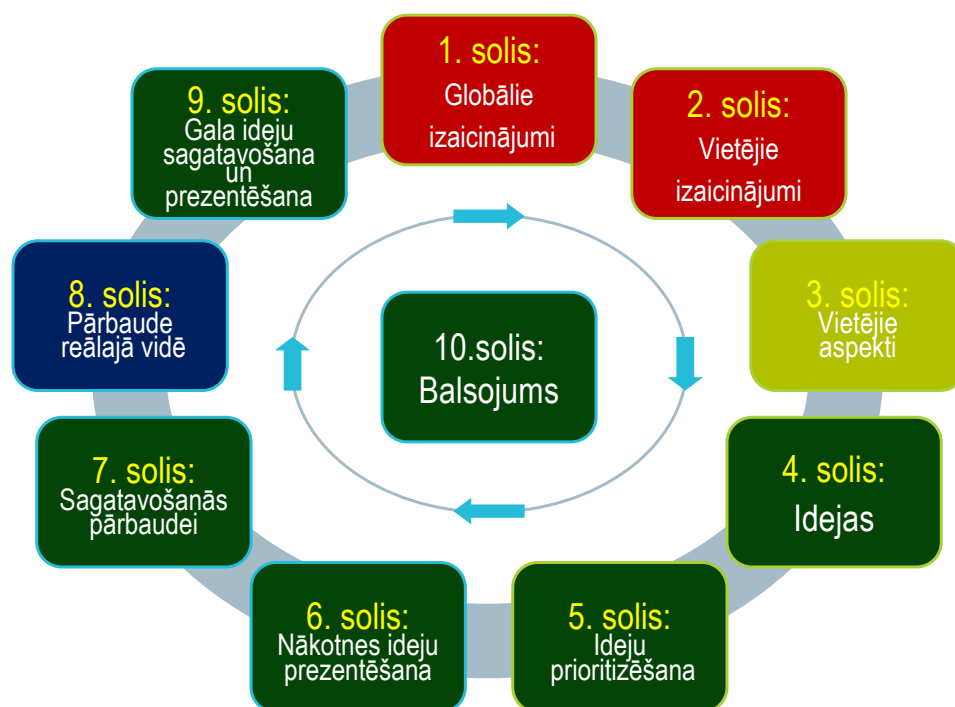 1. solis:
Globālie
izaicinājumi
2. solis:
Vietējie
izaicinājumi
3. solis:
Vietējie
aspekti
4. solis:
Idejas
5. solis:
Ideju
prioritizēšana
6. solis:
Nākotnes ideju
prezentēšana
7. solis:
Sagatavošanās
pārbaudei
8. solis:
Pārbaude
reālajā vidē
9. solis:
Gala ideju
sagatavošana
un
prezentēšana
10.solis:
Balsojums